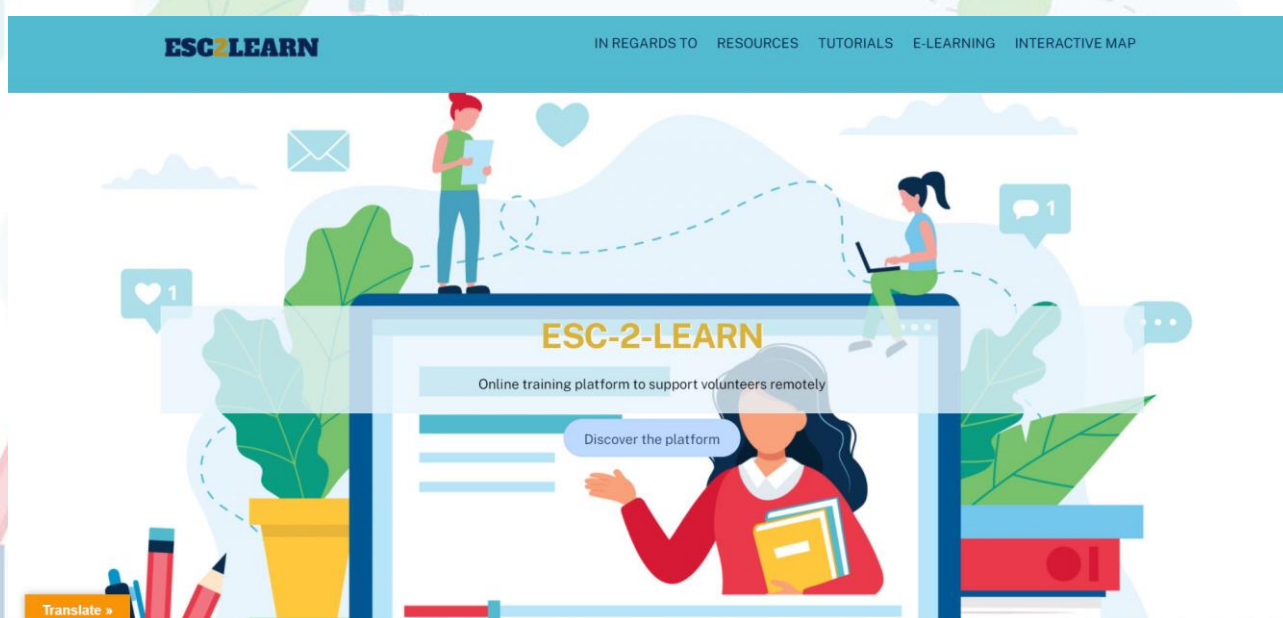 ESC2LEARN
IN REGARDS TO RESOURCES TUTORIALS E-LEARNING INTERACTIVE MAP
1
1
ESC-2-LEARN
Online training platform to support volunteers remotely
Discover the platform
Translate »